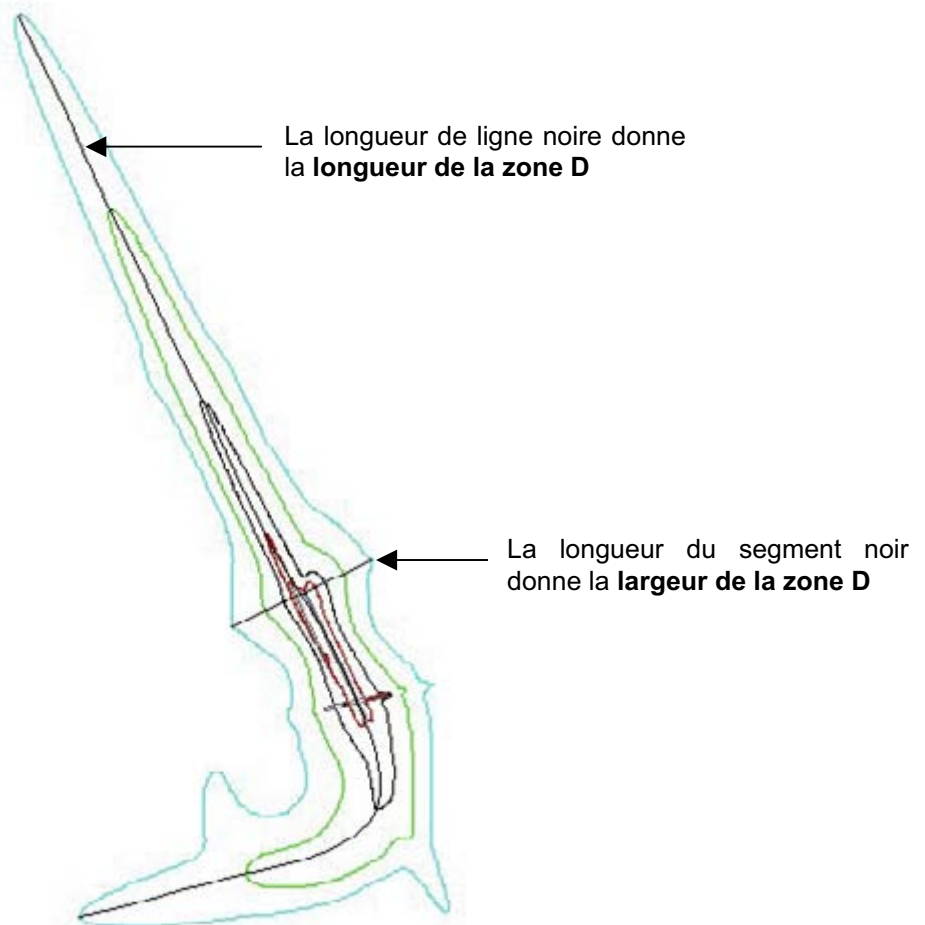 La longueur de ligne noire donne
la longueur de la zone D
La longueur du segment noir
donne la largeur de la zone D